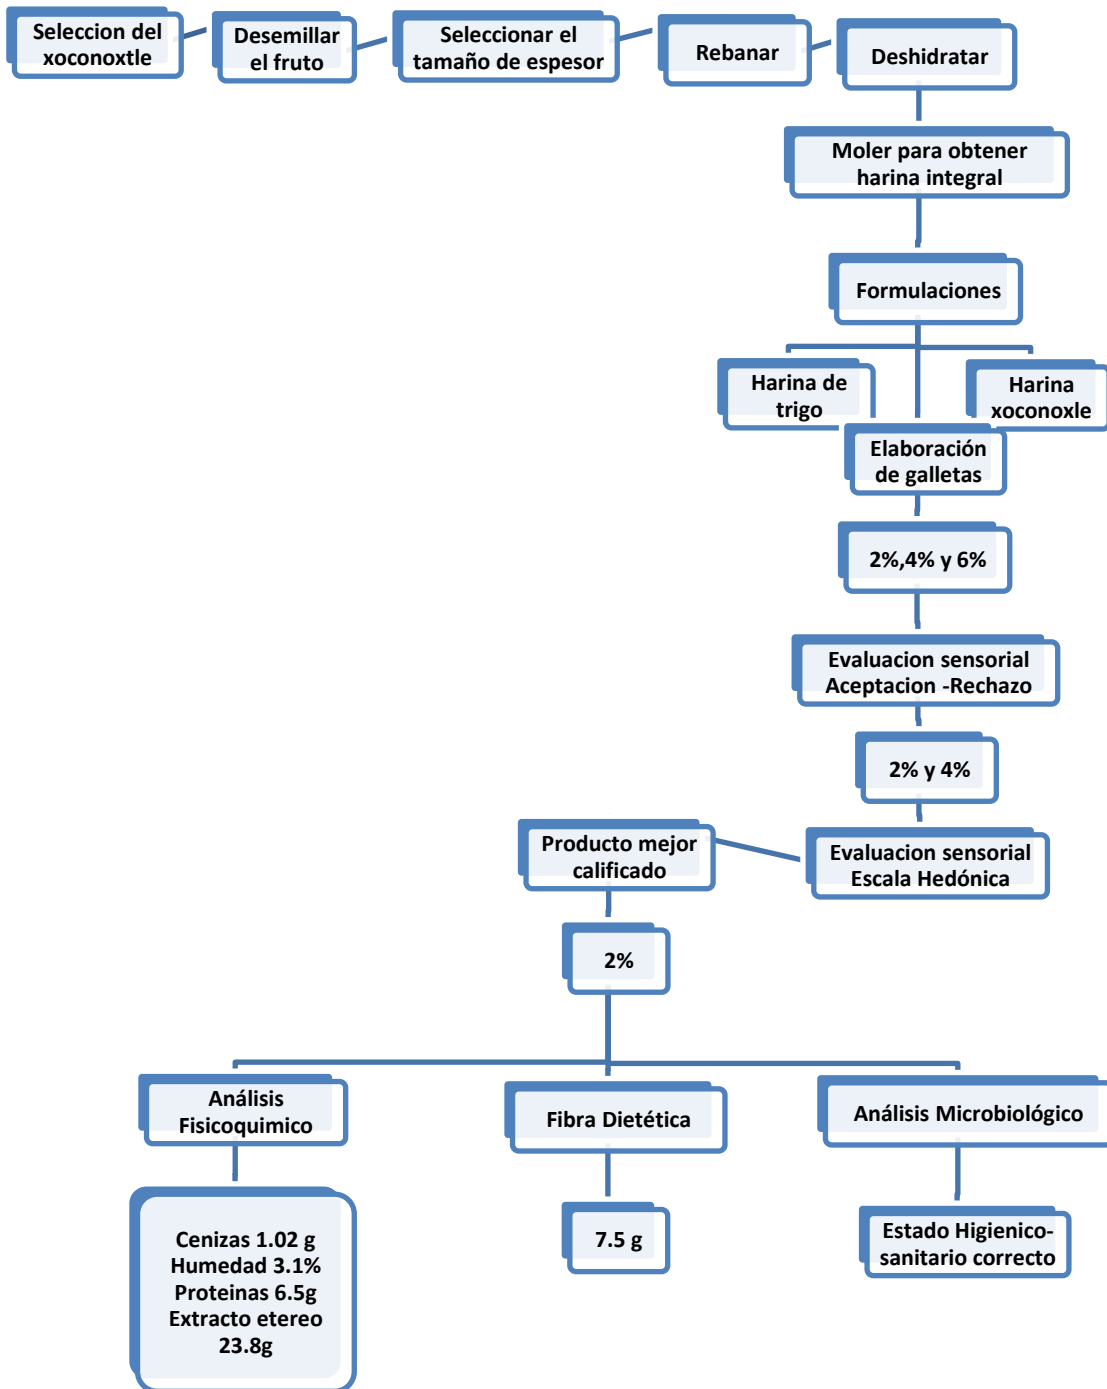 Seleccion del
xoconoxtle
Desemillar
el fruto
Seleccionar el
tamaño de espesor
Rebanar
Deshidratar
Moler para obtener
harina integral
Formulaciones
Harina de
trigo
Harina
xoconoxle
Elaboración
de galletas
2%,4% y 6%
Evaluacion sensorial
Aceptacion -Rechazo
2% y 4%
Evaluacion sensorial
Escala Hedónica
Producto mejor
calificado
2%
Análisis
Fisicoquimico
Fibra Dietética
Análisis Microbiológico
Cenizas 1.02 g
Humedad 3.1%
Proteinas 6.5g
Extracto etereo
23.8g
7.5 g
Estado Higienico-
sanitario correcto